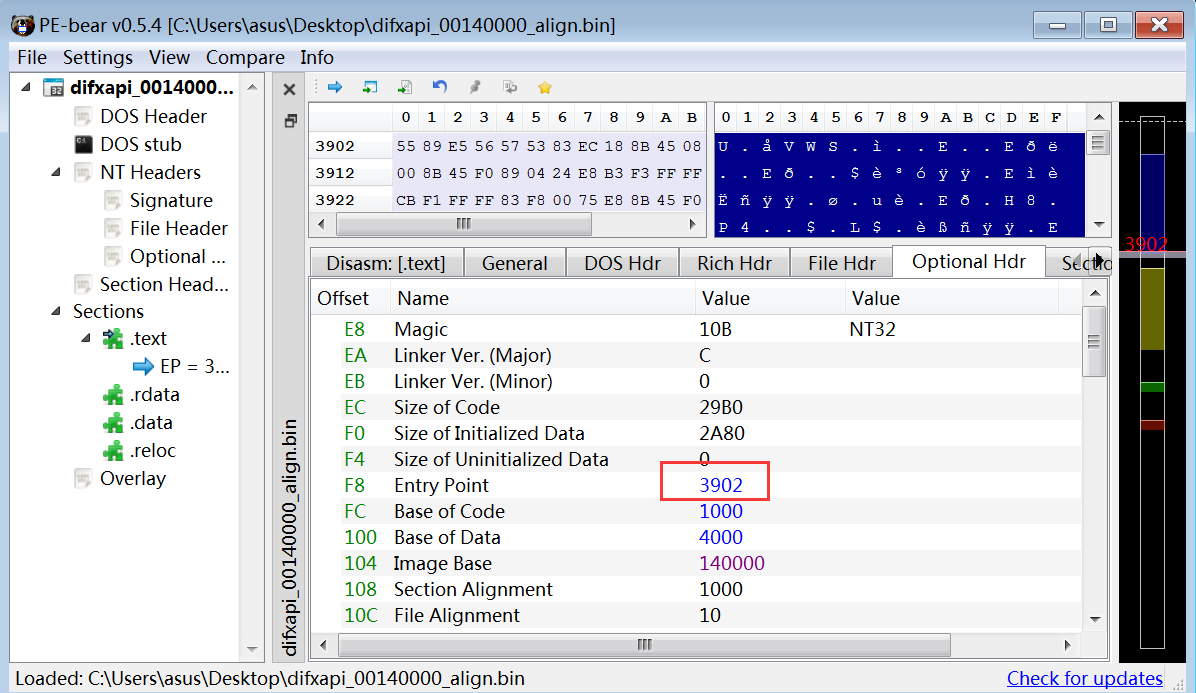 PE-bear v0.5.4 [C:\Users\asus\Desktop\difxapi_00140000_align.bin]
File Settings View Compare Info
difxapi_0014000...
DOS Header
DOS stub
NT Headers
Signature
File Header
Optional ...
Section Head...
Sections
.text
EP = 3...
.rdata
.data
.reloc
Overlay
difxapi_00140000_align.bin
0 1 2 3 4 5 6 7 8 9 A B
3902 55 89 E5 56 57 53 83 EC 18 8B 45 08
3912 00 8B 45 F0 89 04 24 E8 B3 F3 FF FF
3922 CB F1 FF FF 83 F8 00 75 E8 8B 45 F0
0 1 2 3 4 5 6 7 8 9 A B C D E F
U . å V W S . ì . . E . . E ð ë
. . E ð . . $ è ³ ó ÿ ÿ . E ì è
Ë ñ ÿ ÿ . ø . u è . E ð . H 8 .
P 4 . . $ . L $ . è ß ñ ÿ ÿ . E
3902
Disasm: [.text] General DOS Hdr Rich Hdr File Hdr Optional Hdr
Offset Name Value Value
E8 Magic 10B NT32
EA Linker Ver. (Major) C
EB Linker Ver. (Minor) 0
EC Size of Code 29B0
F0 Size of Initialized Data 2A80
F4 Size of Uninitialized Data 0
F8 Entry Point 3902
FC Base of Code 1000
100 Base of Data 4000
104 Image Base 140000
108 Section Alignment 1000
10C File Alignment 10
Loaded: C:\Users\asus\Desktop\difxapi_00140000_align.bin
Check for updates